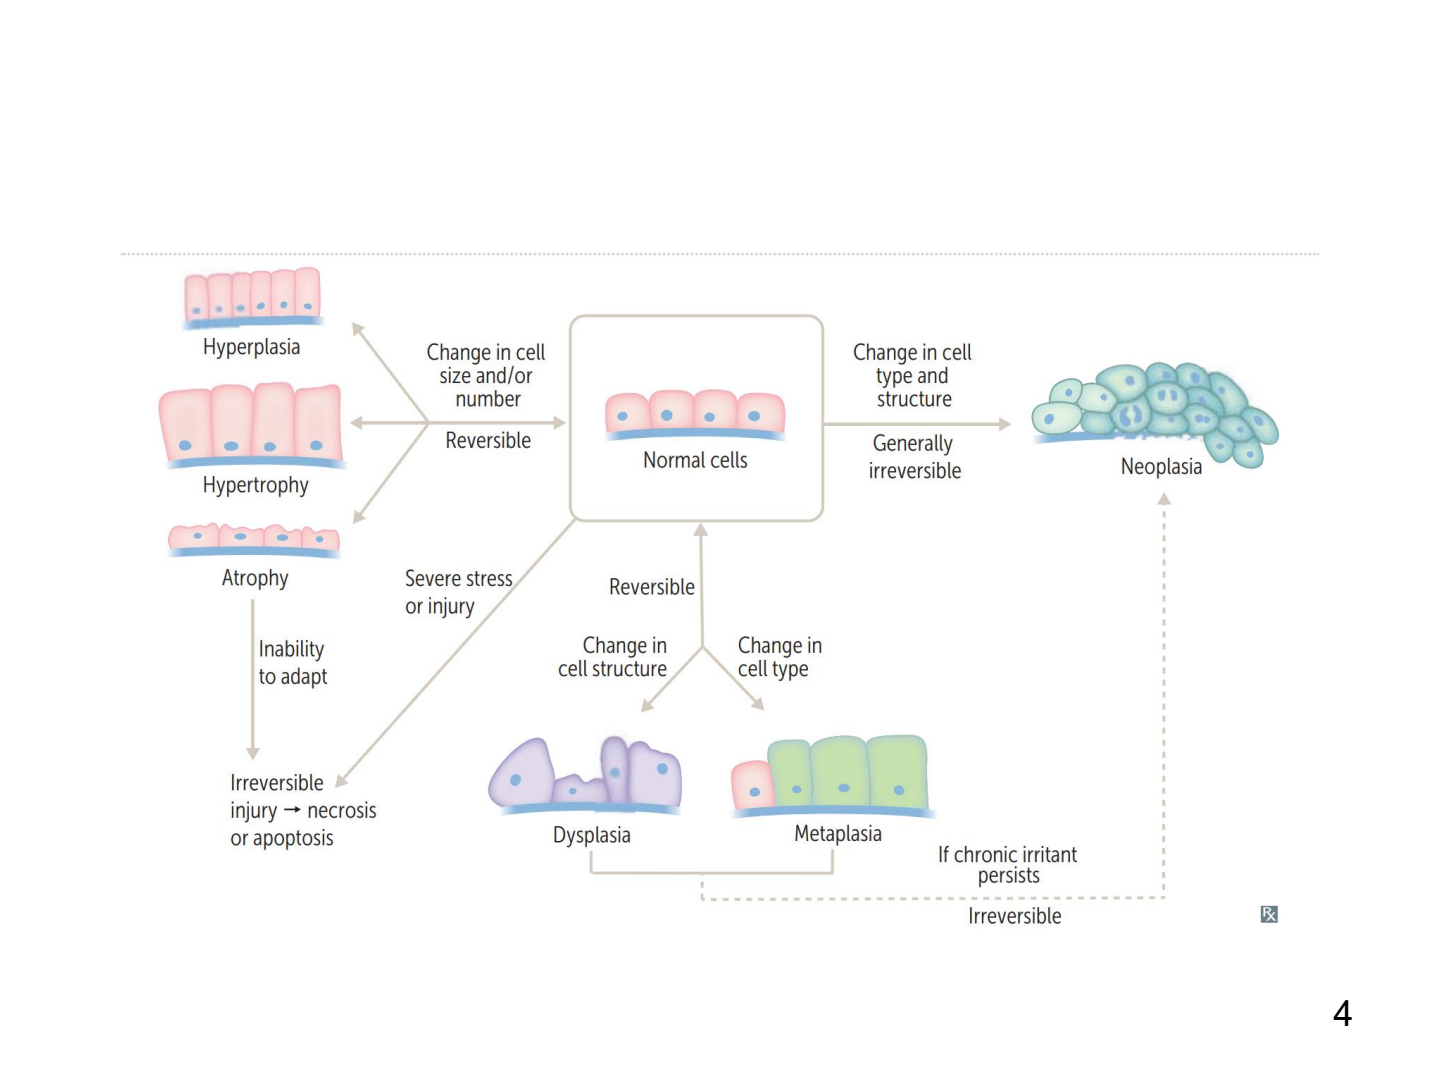 Hyperplasia
Hypertrophy
Atrophy
Inability
to adapt
Irreversible
injury → necrosis
or apoptosis
Change in cell
size and/or
number
Reversible
Severe stress
or injury
Normal cells
Reversible
Change in
cell structure
Change in
cell type
Dysplasia
Metaplasia
Change in cell
type and
structure
Generally
irreversible
Neoplasia
If chronic irritant
persists
Irreversible
Rx
4